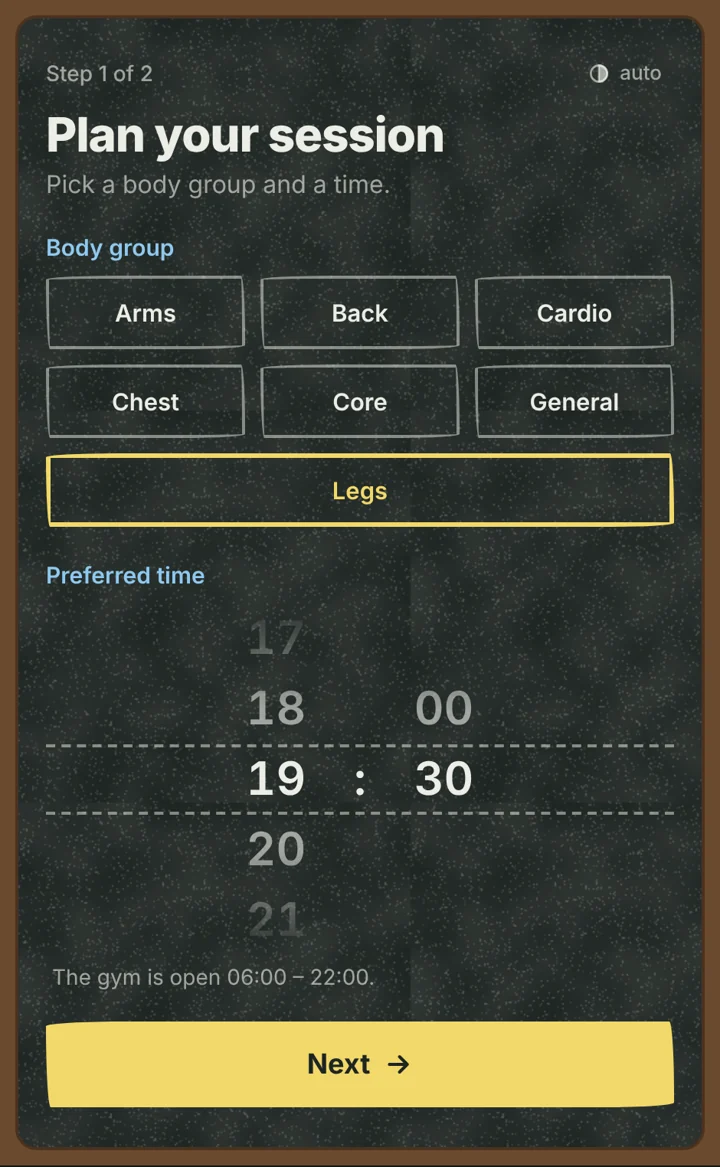 Step 1 of 2 auto
Plan your session
Pick a body group and a time.
Body group
Arms Back Cardio
Chest Core General
Legs
Preferred time
17
18 00
19 : 30
20
21
The gym is open 06:00 – 22:00.
Next →